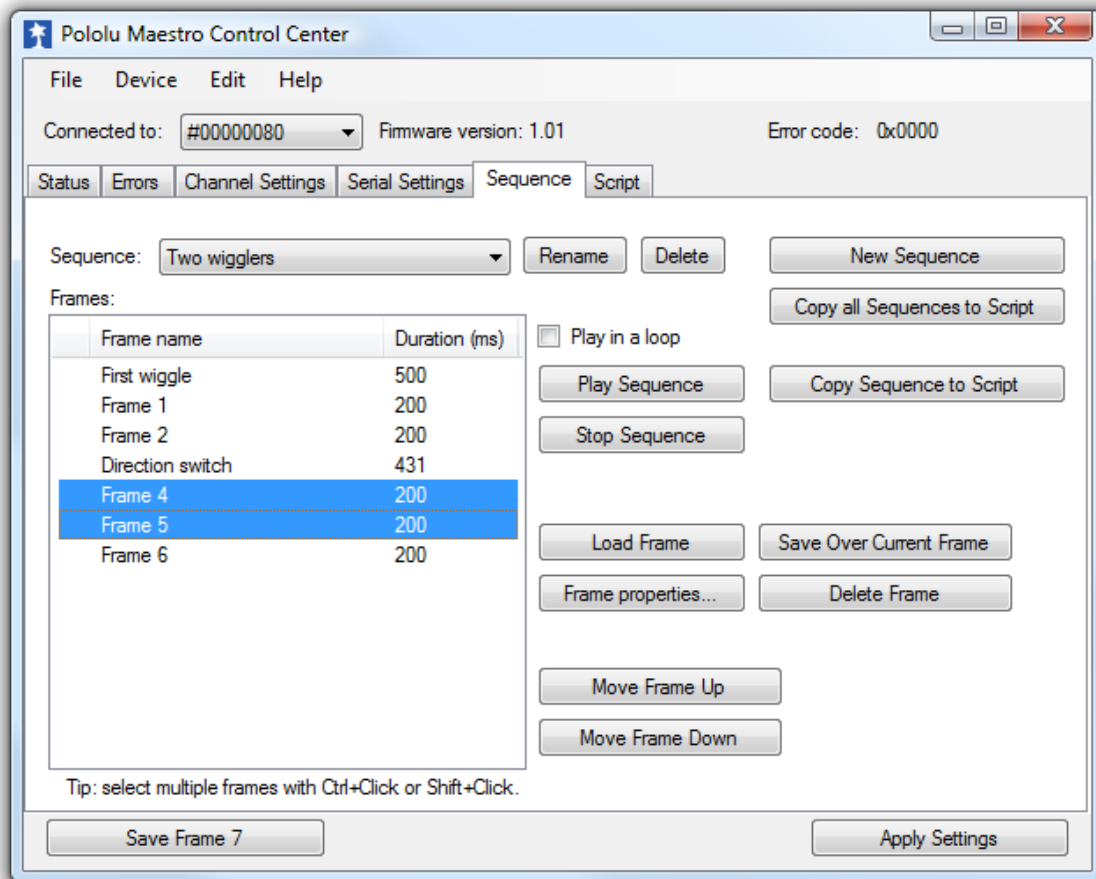 Pololu Maestro Control Center
File Device Edit Help
Connected to: #00000080 Firmware version: 1.01 Error code: 0x0000
Status Errors Channel Settings Serial Settings Sequence Script
Sequence: Two wigglers Rename Delete New Sequence
Frames:
Copy all Sequences to Script
Frame name Duration (ms) Play in a loop
First wiggle 500 Play Sequence Copy Sequence to Script
Frame 1 200
Frame 2 200 Stop Sequence
Direction switch 431
Frame 4 200
Frame 5 200 Load Frame Save Over Current Frame
Frame 6 200
Frame properties... Delete Frame
Move Frame Up
Move Frame Down
Tip: select multiple frames with Ctrl+Click or Shift+Click.
Save Frame 7 Apply Settings